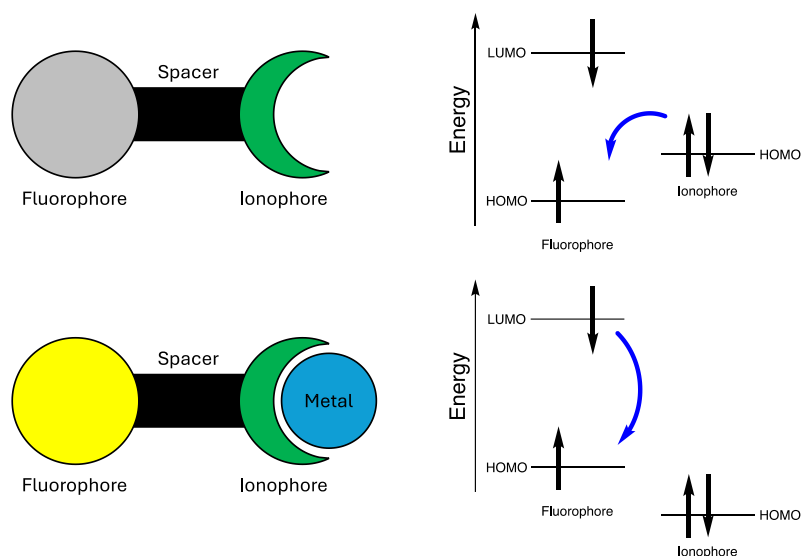 Spacer
Fluorophore
Ionophore
Energy
LUMO
HOMO
Ionophore
HOMO
Fluorophore
Spacer
Metal
Fluorophore
Ionophore
Energy
LUMO
HOMO
Fluorophore
HOMO
Ionophore